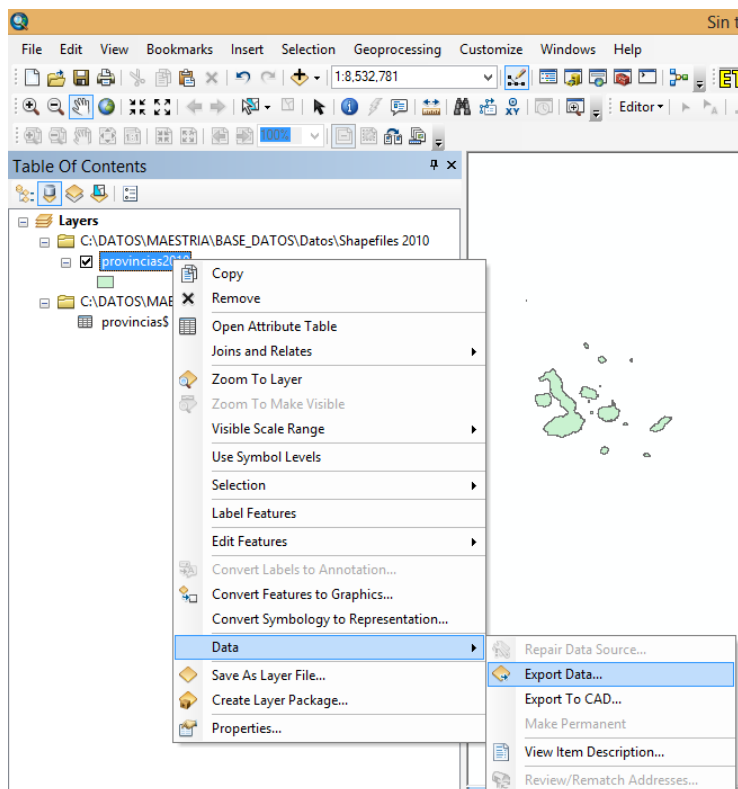 Sin t
File Edit View Bookmarks Insert Selection Geoprocessing Customize Windows Help
1:8,532,781
Editor
100%
Table Of Contents
Layers
C:\DATOS\MAESTRIA\BASE_DATOS\Datos\Shapefiles 2010
provincias2010
C:\DATOS\MAE
provincias$
Copy
Remove
Open Attribute Table
Joins and Relates
Zoom To Layer
Zoom To Make Visible
Visible Scale Range
Use Symbol Levels
Selection
Label Features
Edit Features
Convert Labels to Annotation...
Convert Features to Graphics...
Convert Symbology to Representation...
Data
Save As Layer File...
Create Layer Package...
Properties...
Repair Data Source...
Export Data...
Export To CAD...
Make Permanent
View Item Description...
Review/Rematch Addresses...